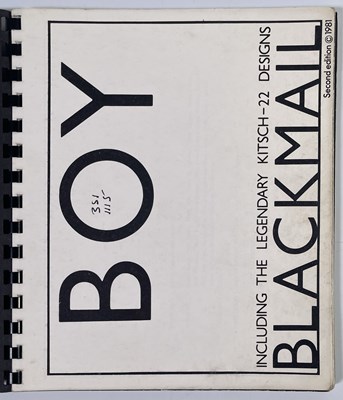 BOY
351
1115
INCLUDING THE LEGENDARY KITSCH-22 DESIGNS
BLACKMAIL
Second edition ©1981